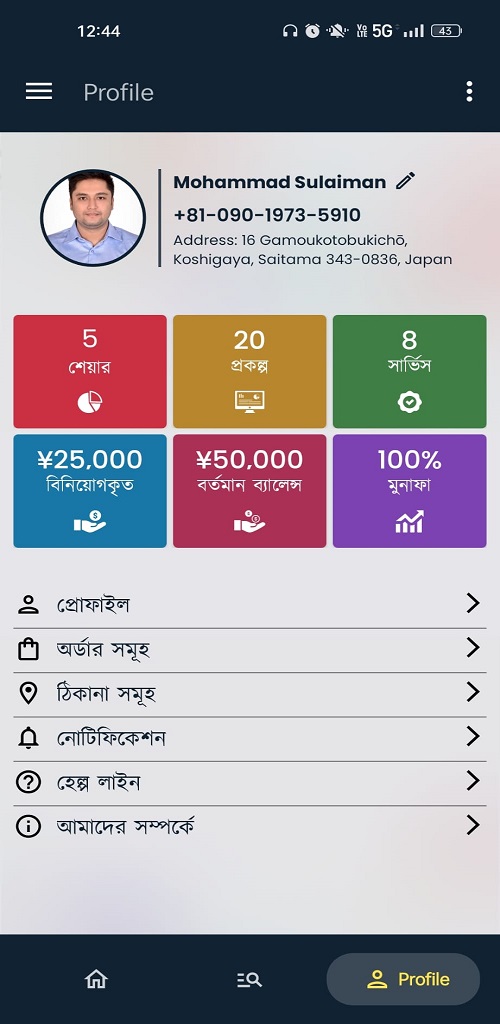 12:44
Vo LTE 5G 43
Profile
Mohammad Sulaiman
+81-090-1973-5910
Address: 16 Gamoukotobukichō,
Koshigaya, Saitama 343-0836, Japan
5
শেয়ার
20
প্রকল্প
8
সার্ভিস
¥25,000
বিনিয়োগকৃত
¥50,000
বর্তমান ব্যালেন্স
100%
মুনাফা
প্রোফাইল
অর্ডার সমূহ
ঠিকানা সমূহ
নোটিফিকেশন
হেল্প লাইন
আমাদের সম্পর্কে
Profile